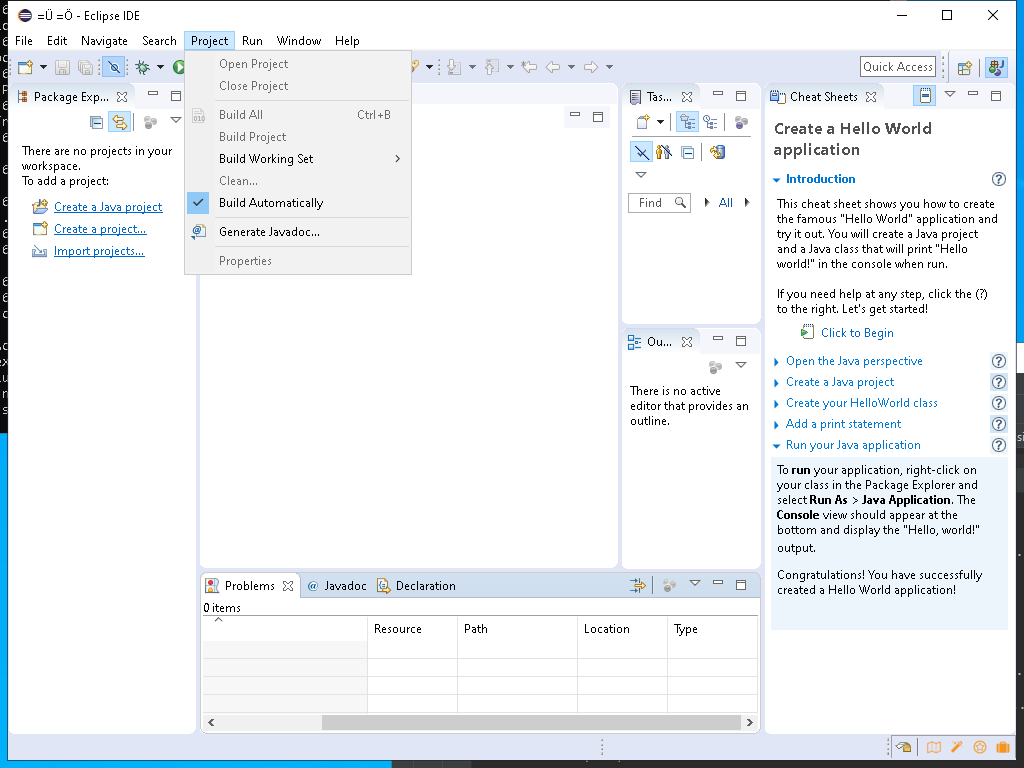 =Ü =Ö - Eclipse IDE
File Edit Navigate Search Project Run Window Help
Quick Access
Open Project
Close Project
Build All Ctrl+B
Build Project
Build Working Set
Clean...
Build Automatically
Generate Javadoc...
Properties
Package Exp...
There are no projects in your
workspace.
To add a project:
Create a Java project
Create a project...
Import projects...
Tas...
Find All
Ou...
There is no active
editor that provides an
outline.
Cheat Sheets
Create a Hello World
application
Introduction
This cheat sheet shows you how to create
the famous "Hello World" application and
try it out. You will create a Java project
and a Java class that will print "Hello
world!" in the console when run.
If you need help at any step, click the (?)
to the right. Let's get started!
Click to Begin
Open the Java perspective
Create a Java project
Create your HelloWorld class
Add a print statement
Run your Java application
To run your application, right-click on
your class in the Package Explorer and
select Run As > Java Application. The
Console view should appear at the
bottom and display the "Hello, world!"
output.
Congratulations! You have successfully
created a Hello World application!
Problems @ Javadoc Declaration
0 items
Resource Path Location Type